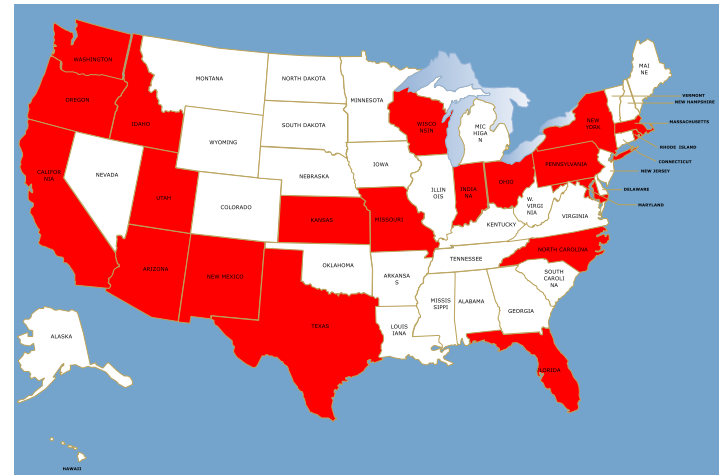 WASHINGTON
MONTANA
NORTH DAKOTA
MINNESOTA
MAI
NE
VERMONT
NEW HAMPSHIRE
OREGON
IDAHO
SOUTH DAKOTA
WISCO
NSIN
MIC
HIGA
N
NEW
YORK
MASSACHUSETTS
WYOMING
RHODE ISLAND
CONNECTICUT
IOWA
PENNSYLVANIA
NEW JERSEY
CALIFOR
NIA
NEVADA
NEBRASKA
ILLIN
OIS
INDIA
NA
OHIO
DELAWARE
UTAH
COLORADO
W.
VIRGI
NIA
MARYLAND
KANSAS
MISSOURI
KENTUCKY
VIRGINIA
NORTH CAROLINA
TENNESSEE
ARIZONA
NEW MEXICO
OKLAHOMA
ARKANSA
S
SOUTH
CAROLI
NA
MISSIS
SIPPI
ALABAMA
GEORGIA
TEXAS
LOUIS
IANA
ALASKA
FLORIDA
HAWAII